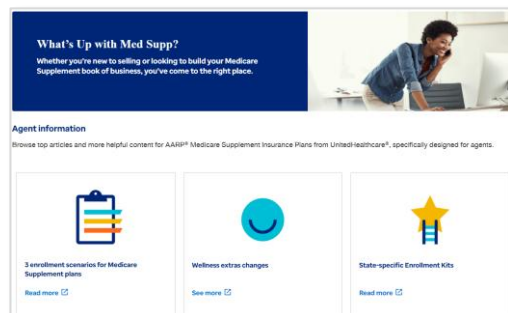 What's Up with Med Supp?
Whether you're new to selling or looking to build your Medicare
Supplement book of business, you've come to the right place.
Agent information
Browse top articles and more helpful content for AARP® Medicare Supplement Insurance Plans from UnitedHealthcare®, specifically designed for agents.
3 enrollment scenarios for Medicare
Supplement plans
Read more
Wellness extras changes
See more
State-specific Enrollment Kits
Read more